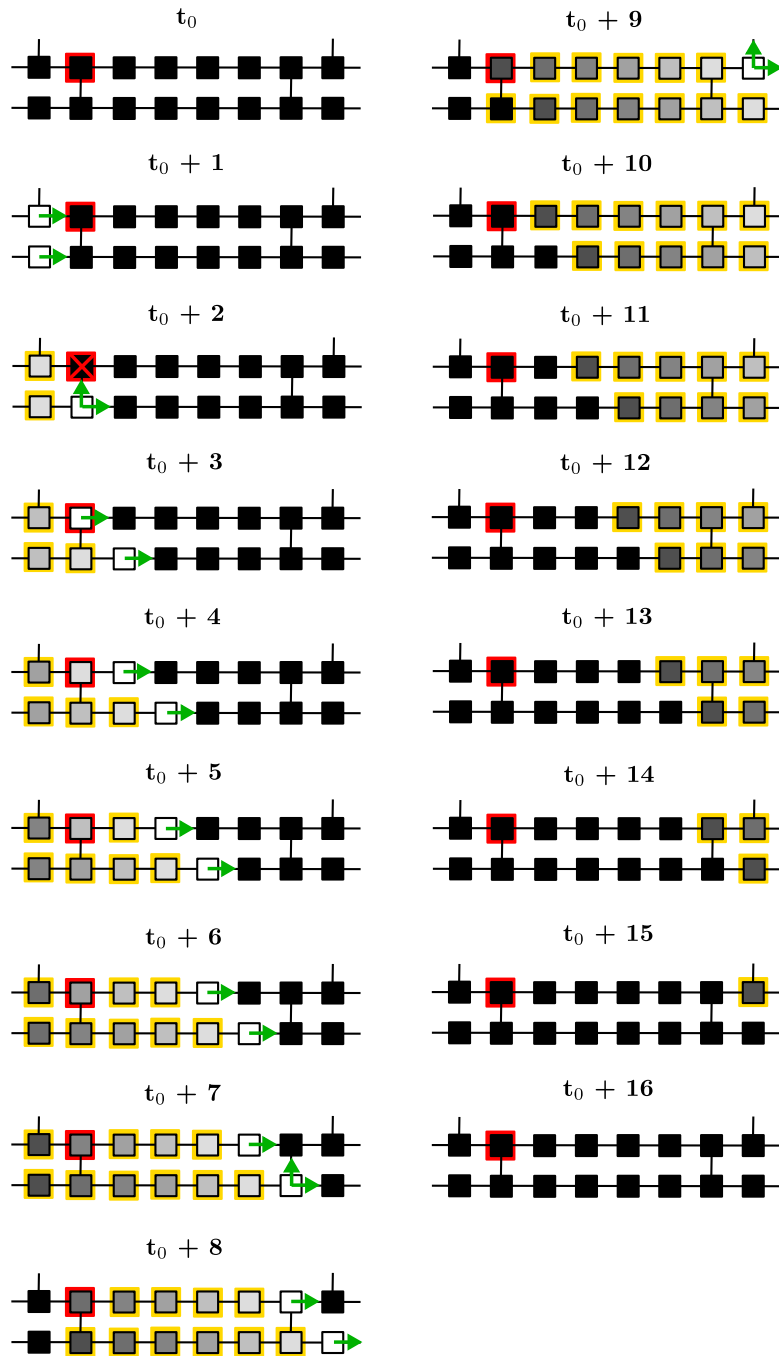 t₀
t₀ + 1
t₀ + 2
t₀ + 3
t₀ + 4
t₀ + 5
t₀ + 6
t₀ + 7
t₀ + 8
t₀ + 9
t₀ + 10
t₀ + 11
t₀ + 12
t₀ + 13
t₀ + 14
t₀ + 15
t₀ + 16